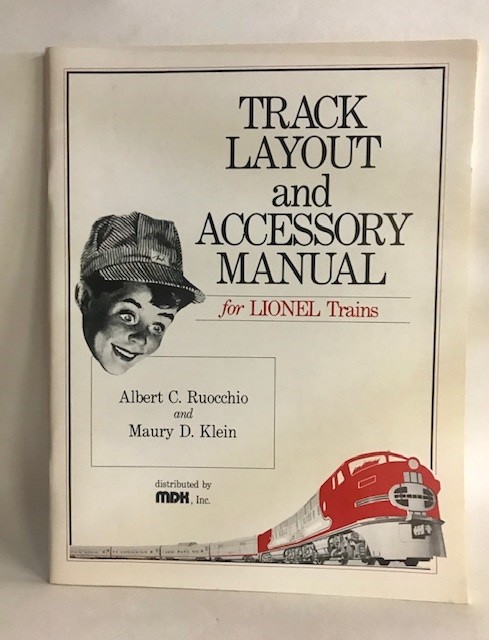 TRACK
LAYOUT
and
ACCESSORY
MANUAL
for LIONEL Trains
Albert C. Ruocchio
and
Maury D. Klein
distributed by
MDK, Inc.